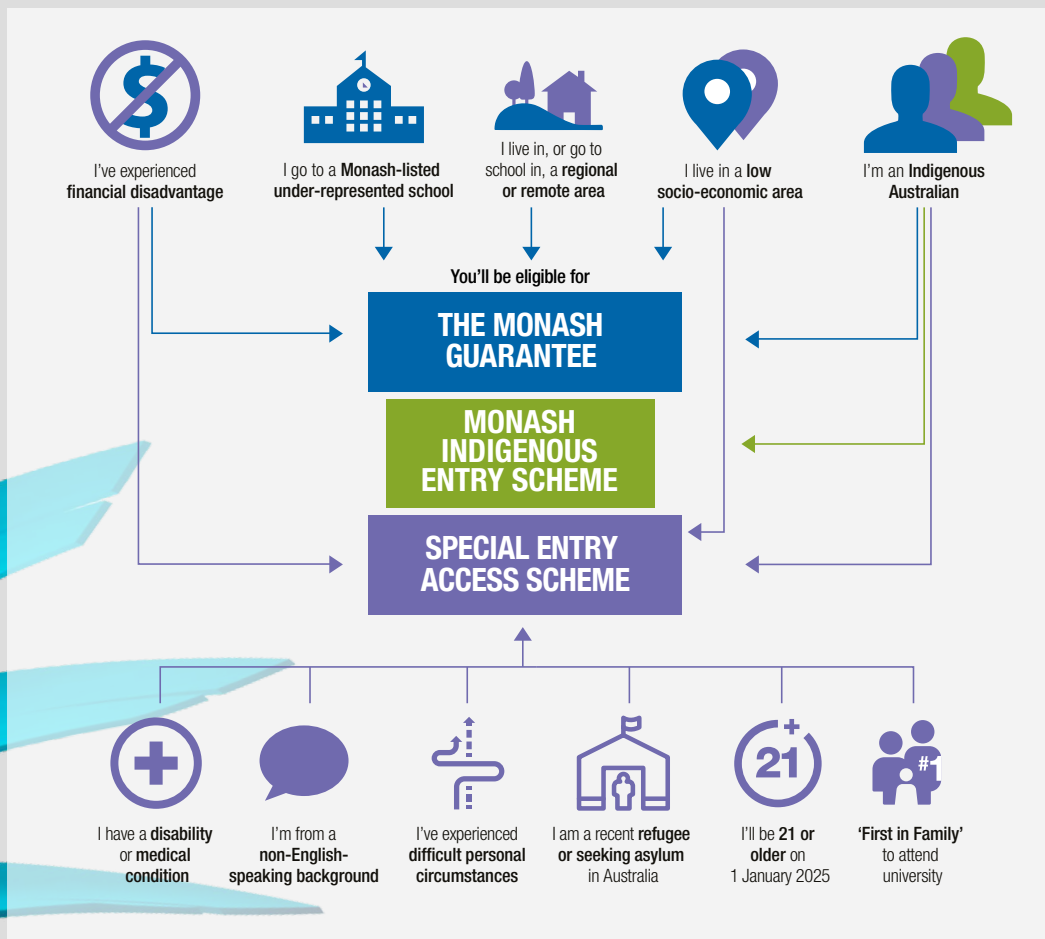 $
I've experienced
financial disadvantage
I go to a Monash-listed
under-represented school
I live in, or go to
school in, a regional
or remote area
I live in a low
socio-economic area
I'm an Indigenous
Australian
You'll be eligible for
THE MONASH
GUARANTEE
MONASH
INDIGENOUS
ENTRY SCHEME
SPECIAL ENTRY
ACCESS SCHEME
21+
#1
I have a disability
or medical
condition
I'm from a
non-English-
speaking background
I've experienced
difficult personal
circumstances
I am a recent refugee
or seeking asylum
in Australia
I'll be 21 or
older on
1 January 2025
'First in Family'
to attend
university